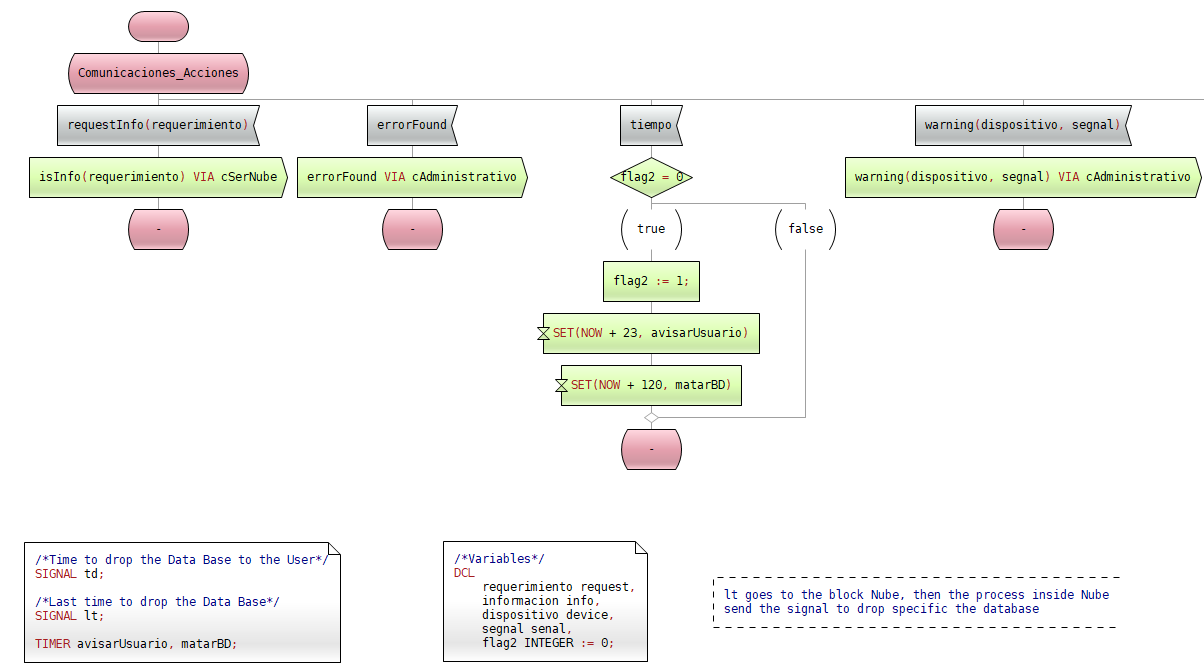 Comunicaciones_Acciones
requestInfo(requerimiento)
errorFound
tiempo
warning(dispositivo, segnal)
isInfo(requerimiento) VIA cSerNube
errorFound VIA cAdministrativo
flag2 = 0
warning(dispositivo, segnal) VIA cAdministrativo
-
-
true
false
-
flag2 := 1;
SET(NOW + 23, avisarUsuario)
SET(NOW + 120, matarBD)
-
/*Time to drop the Data Base to the User*/
SIGNAL td;
/*Last time to drop the Data Base*/
SIGNAL lt;
TIMER avisarUsuario, matarBD;
/*Variables*/
DCL
requerimiento request,
informacion info,
dispositivo device,
segnal senal,
flag2 INTEGER := 0;
lt goes to the block Nube, then the process inside Nube
send the signal to drop specific the database